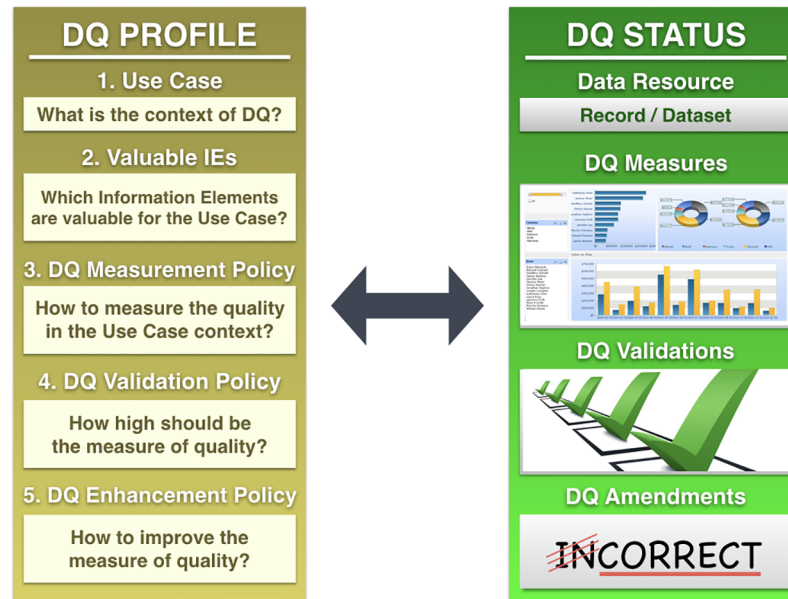 DQ PROFILE
1. Use Case
What is the context of DQ?
2. Valuable IEs
Which Information Elements
are valuable for the Use Case?
3. DQ Measurement Policy
How to measure the quality
in the Use Case context?
4. DQ Validation Policy
How high should be
the measure of quality?
5. DQ Enhancement Policy
How to improve the
measure of quality?
DQ STATUS
Data Resource
Record / Dataset
DQ Measures
DQ Validations
DQ Amendments
INCORRECT